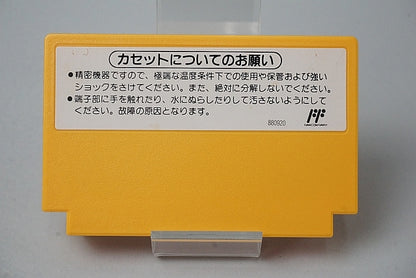 カセットについてのお願い
●精密機器ですので、極端な温度条件下での使用や保管および強い
ショックをさけてください。また、絶対に分解しないでください。
●端子部に手を触れたり、水にぬらしたりして汚さないようにして
ください。故障の原因となります。
880920